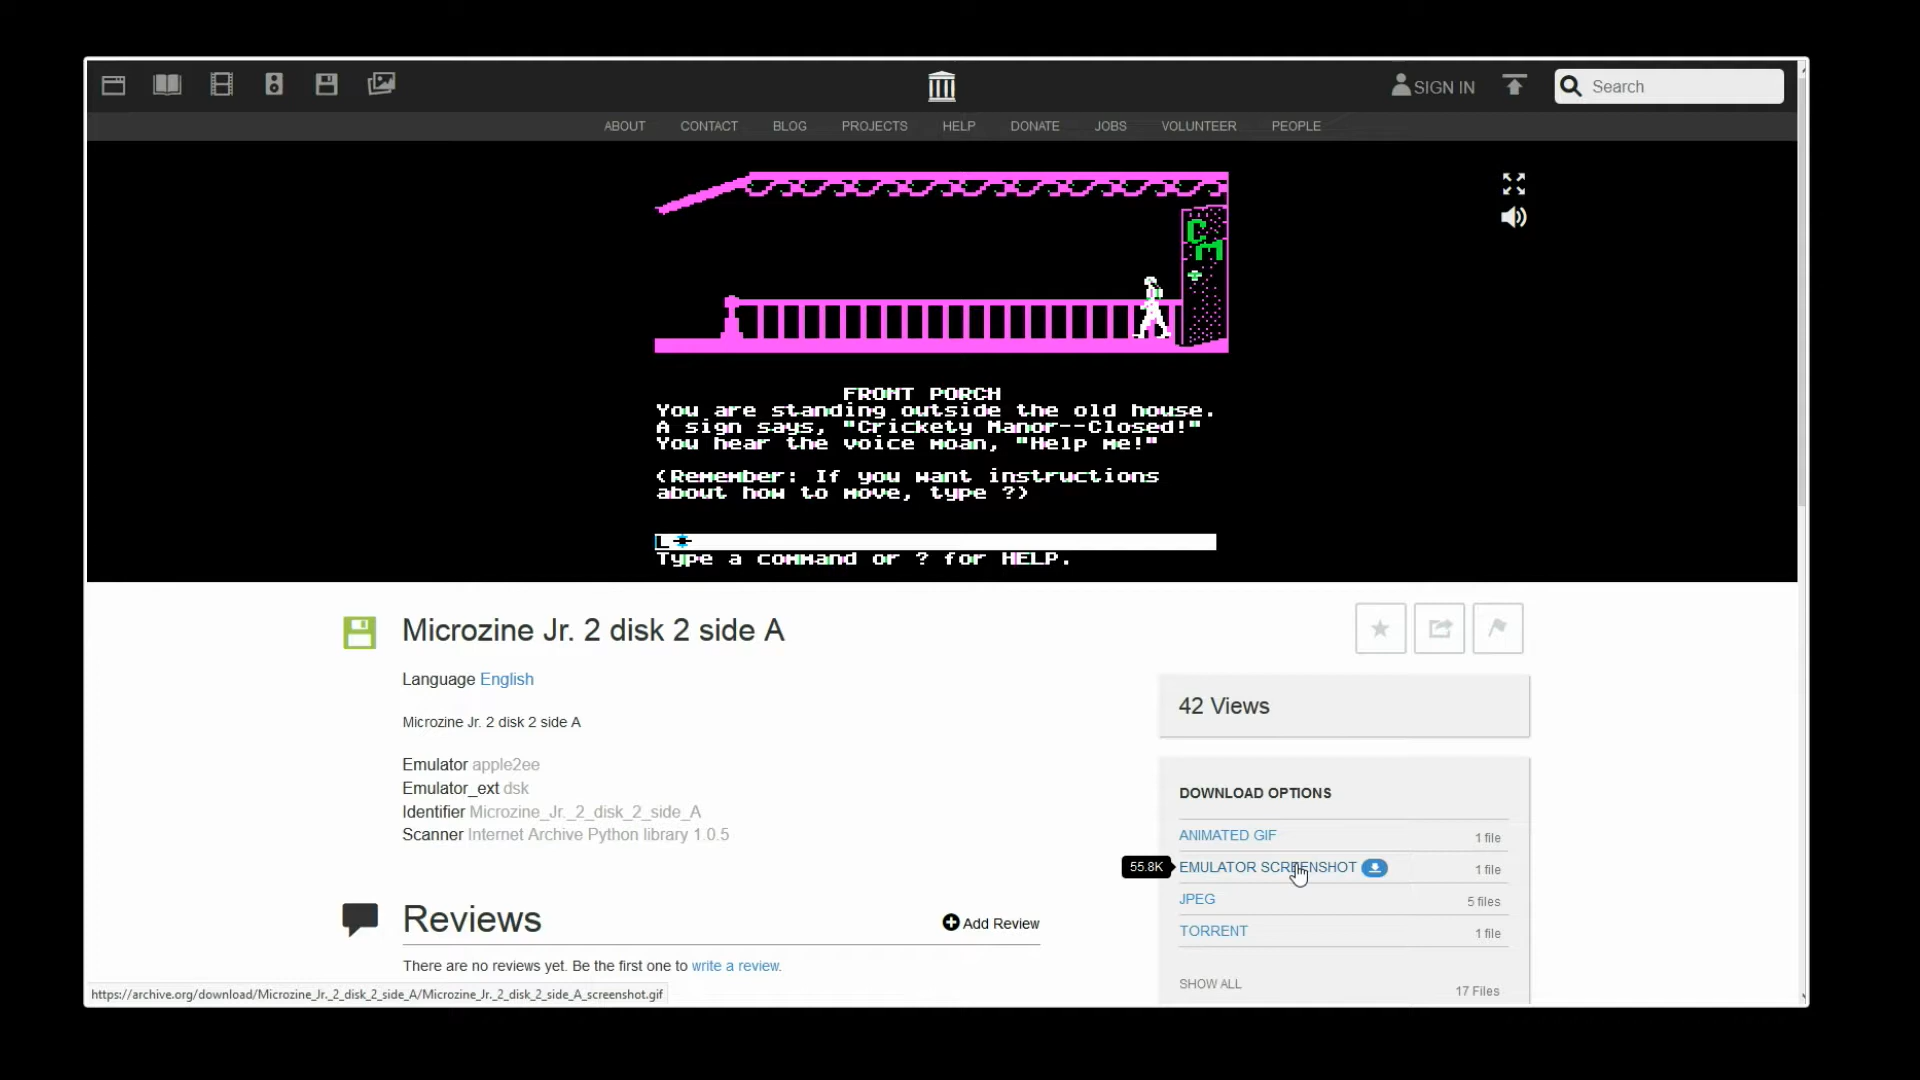 SIGN IN
Search
ABOUT CONTACT BLOG PROJECTS HELP DONATE JOBS VOLUNTEER PEOPLE
C
M
FRONT PORCH
You are standing outside the old house.
A sign says, "Crickety Manor--Closed!"
You hear the voice moan, "Help me!"
(Remember: If you want instructions
about how to move, type ?)
L
Type a command or ? for HELP.
Microzine Jr. 2 disk 2 side A
Language English
Microzine Jr. 2 disk 2 side A
Emulator apple2ee
Emulator_ext dsk
Identifier Microzine_Jr._2_disk_2_side_A
Scanner Internet Archive Python library 1.0.5
Reviews
Add Review
There are no reviews yet. Be the first one to write a review.
42 Views
DOWNLOAD OPTIONS
ANIMATED GIF 1 file
55.8K EMULATOR SCREENSHOT 1 file
JPEG 5 files
TORRENT 1 file
SHOW ALL 17 Files
https://archive.org/download/Microzine_Jr._2_disk_2_side_A/Microzine_Jr._2_disk_2_side_A_screenshot.gif